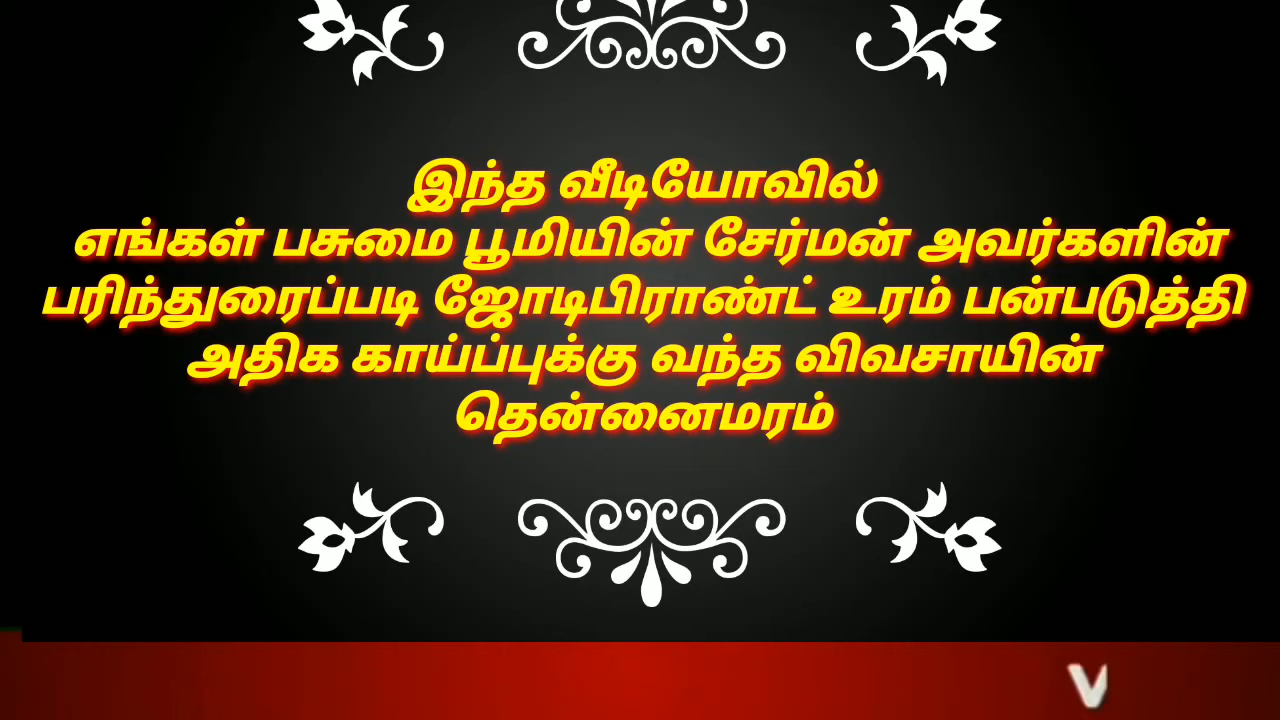 இந்த வீடியோவில்
எங்கள் பசுமை பூமியின் சேர்மன் அவர்களின்
பரிந்துரைப்படி ஜோடிபிராண்ட் உரம் பன்படுத்தி
அதிக காய்ப்புக்கு வந்த விவசாயின்
தென்னைமரம்
V